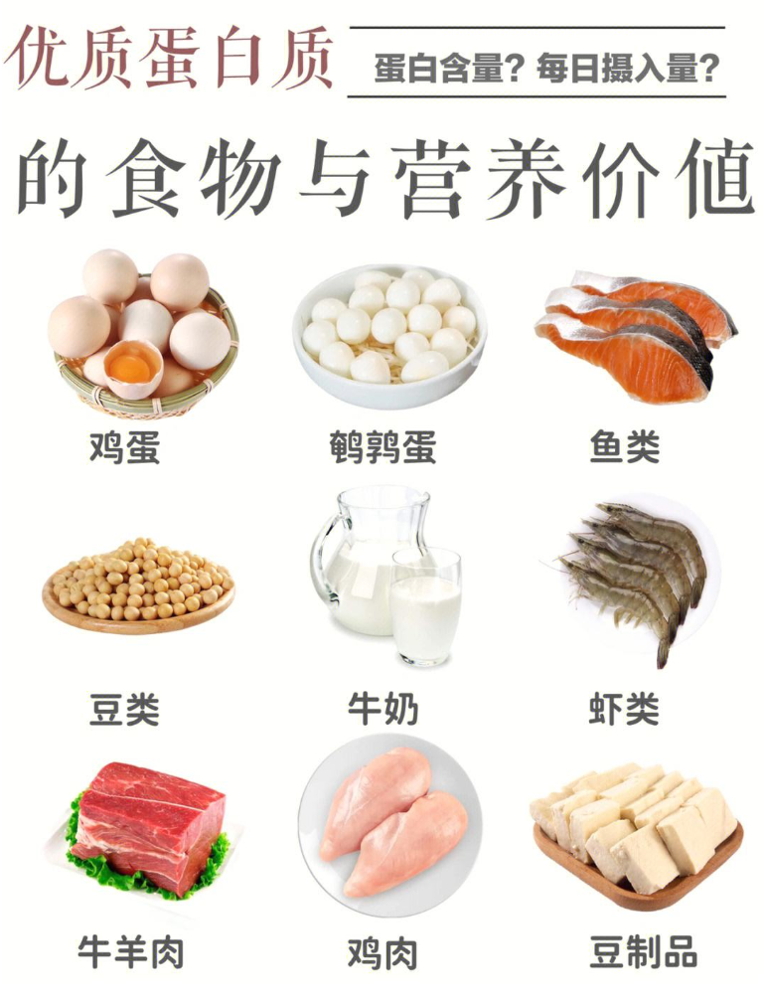 优质蛋白质
蛋白含量？每日摄入量？
的食物与营养价值
鸡蛋
鹌鹑蛋
鱼类
豆类
牛奶
虾类
牛羊肉
鸡肉
豆制品